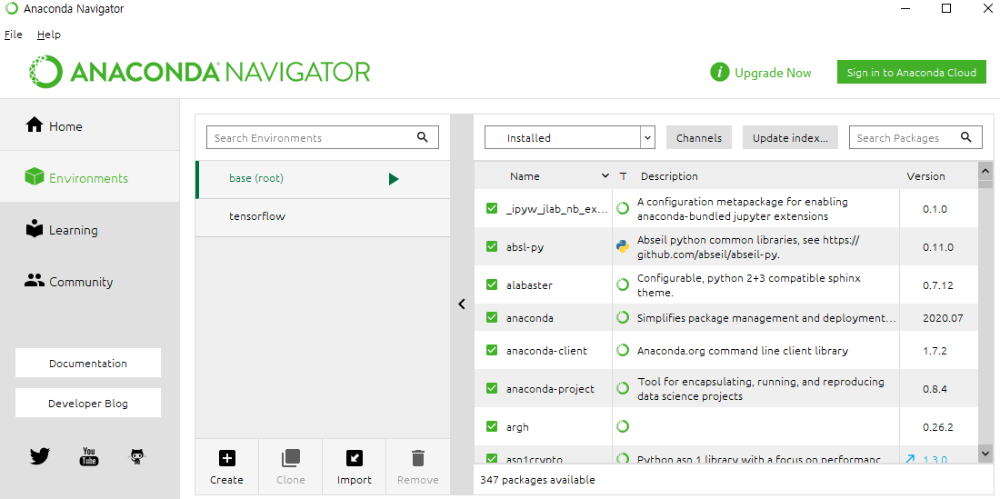 Anaconda Navigator
File Help
ANACONDA NAVIGATOR
Upgrade Now
Sign in to Anaconda Cloud
Home
Environments
Learning
Community
Documentation
Developer Blog
You
Tube
Search Environments
base (root)
tensorflow
Create Clone Import Remove
Installed Channels Update index... Search Packages
Name T Description Version
_ipyw_jlab_nb_ex... A configuration metapackage for enabling
anaconda-bundled jupyter extensions 0.1.0
absl-py Abseil python common libraries, see https://
github.com/abseil/abseil-py. 0.11.0
alabaster Configurable, python 2+3 compatible sphinx
theme. 0.7.12
anaconda Simplifies package management and deployment... 2020.07
anaconda-client Anaconda.org command line client library 1.7.2
anaconda-project Tool for encapsulating, running, and reproducing
data science projects 0.8.4
argh 0.26.2
asn1crypto Python asn.1 library with a focus on performanc 1.3.0
347 packages available